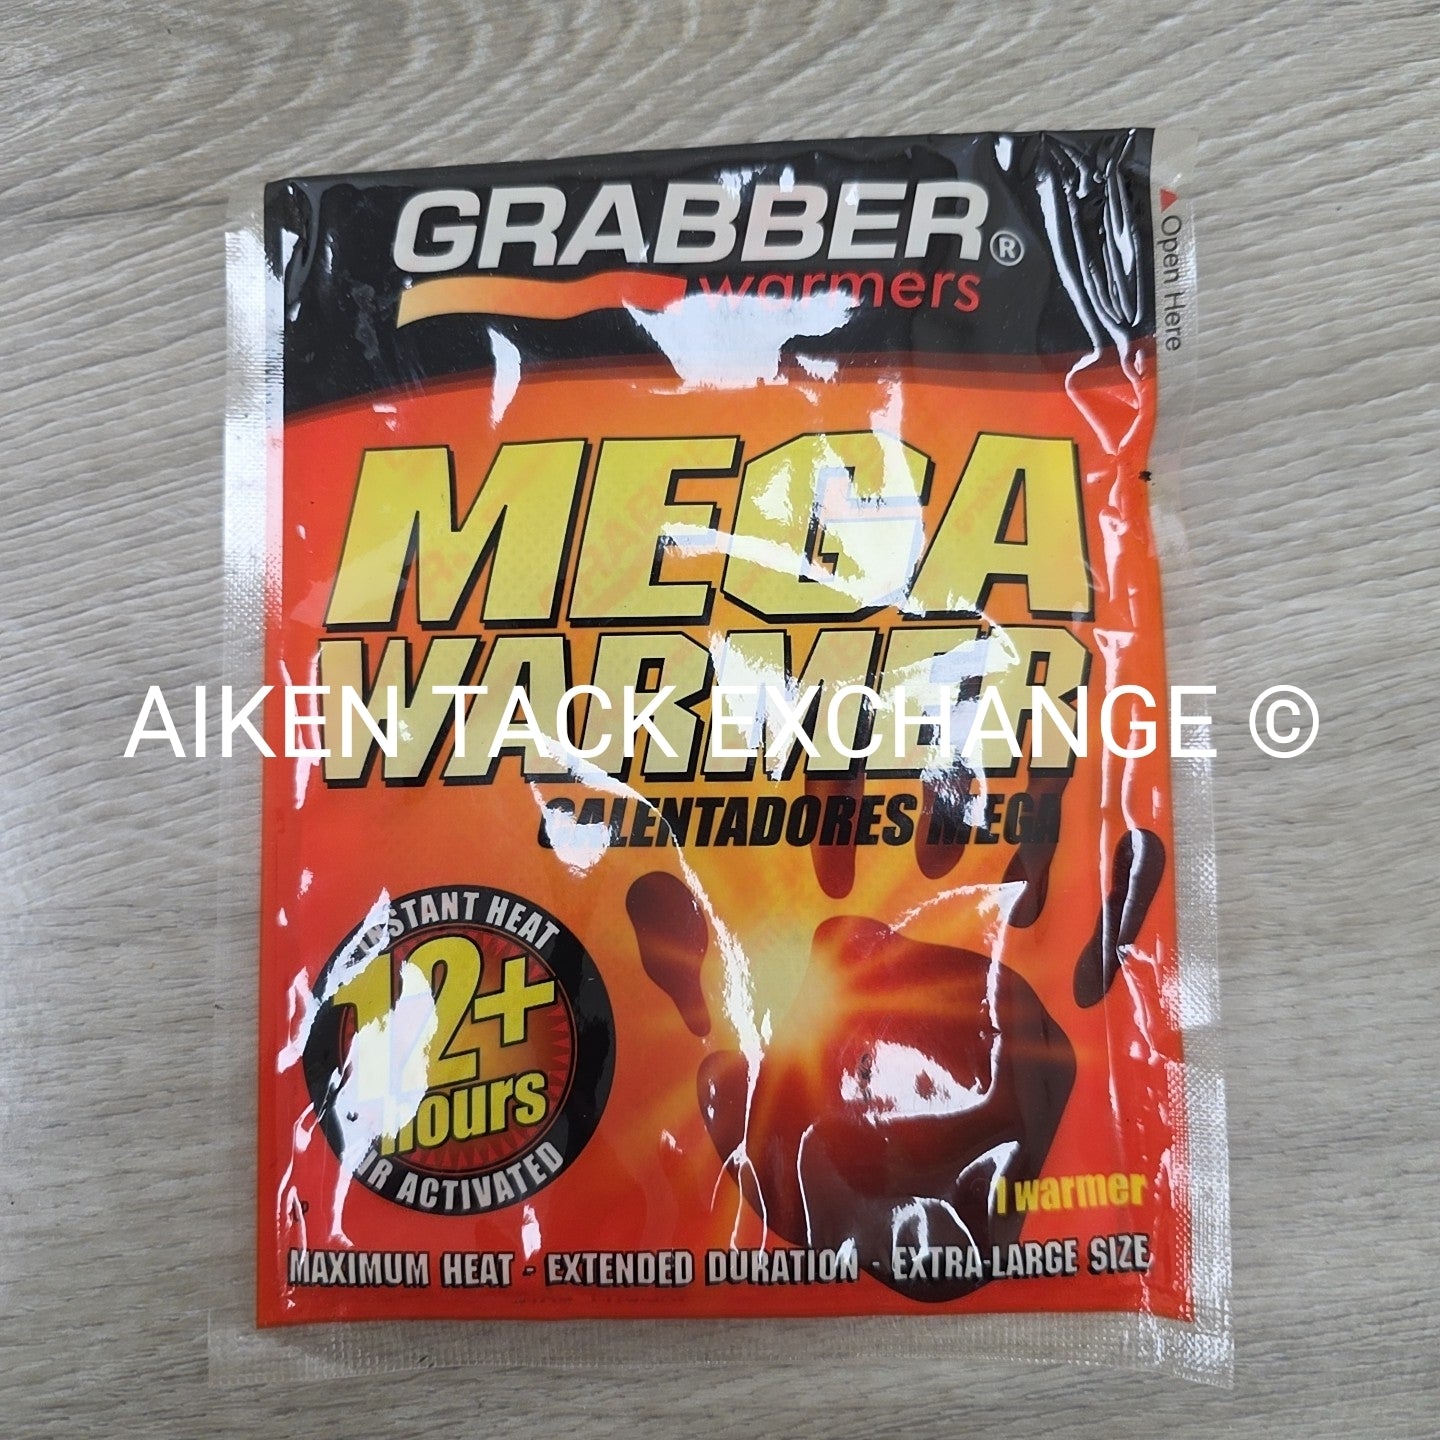 GRABBER®
warmers
Open Here
MEGA
WARMER
AIKEN TACK EXCHANGE ©
CALENTADORES MEGA
INSTANT HEAT
12+
hours
AIR ACTIVATED
1 warmer
MAXIMUM HEAT - EXTENDED DURATION - EXTRA-LARGE SIZE